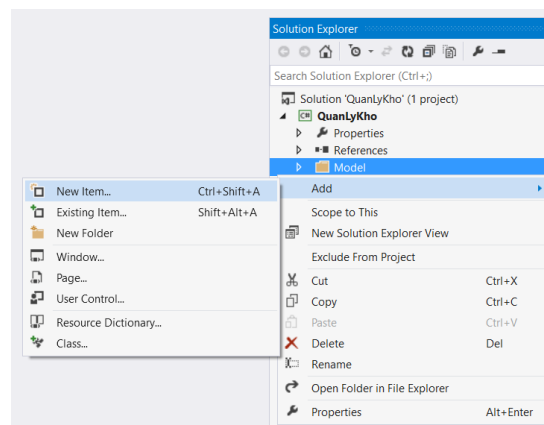 Solution Explorer
Search Solution Explorer (Ctrl+;)
Solution 'QuanLyKho' (1 project)
C# QuanLyKho
Properties
References
Model
New Item... Ctrl+Shift+A
Existing Item... Shift+Alt+A
New Folder
Window...
Page...
User Control...
Resource Dictionary...
Class...
Add
Scope to This
New Solution Explorer View
Exclude From Project
Cut Ctrl+X
Copy Ctrl+C
Paste Ctrl+V
Delete Del
Rename
Open Folder in File Explorer
Properties Alt+Enter